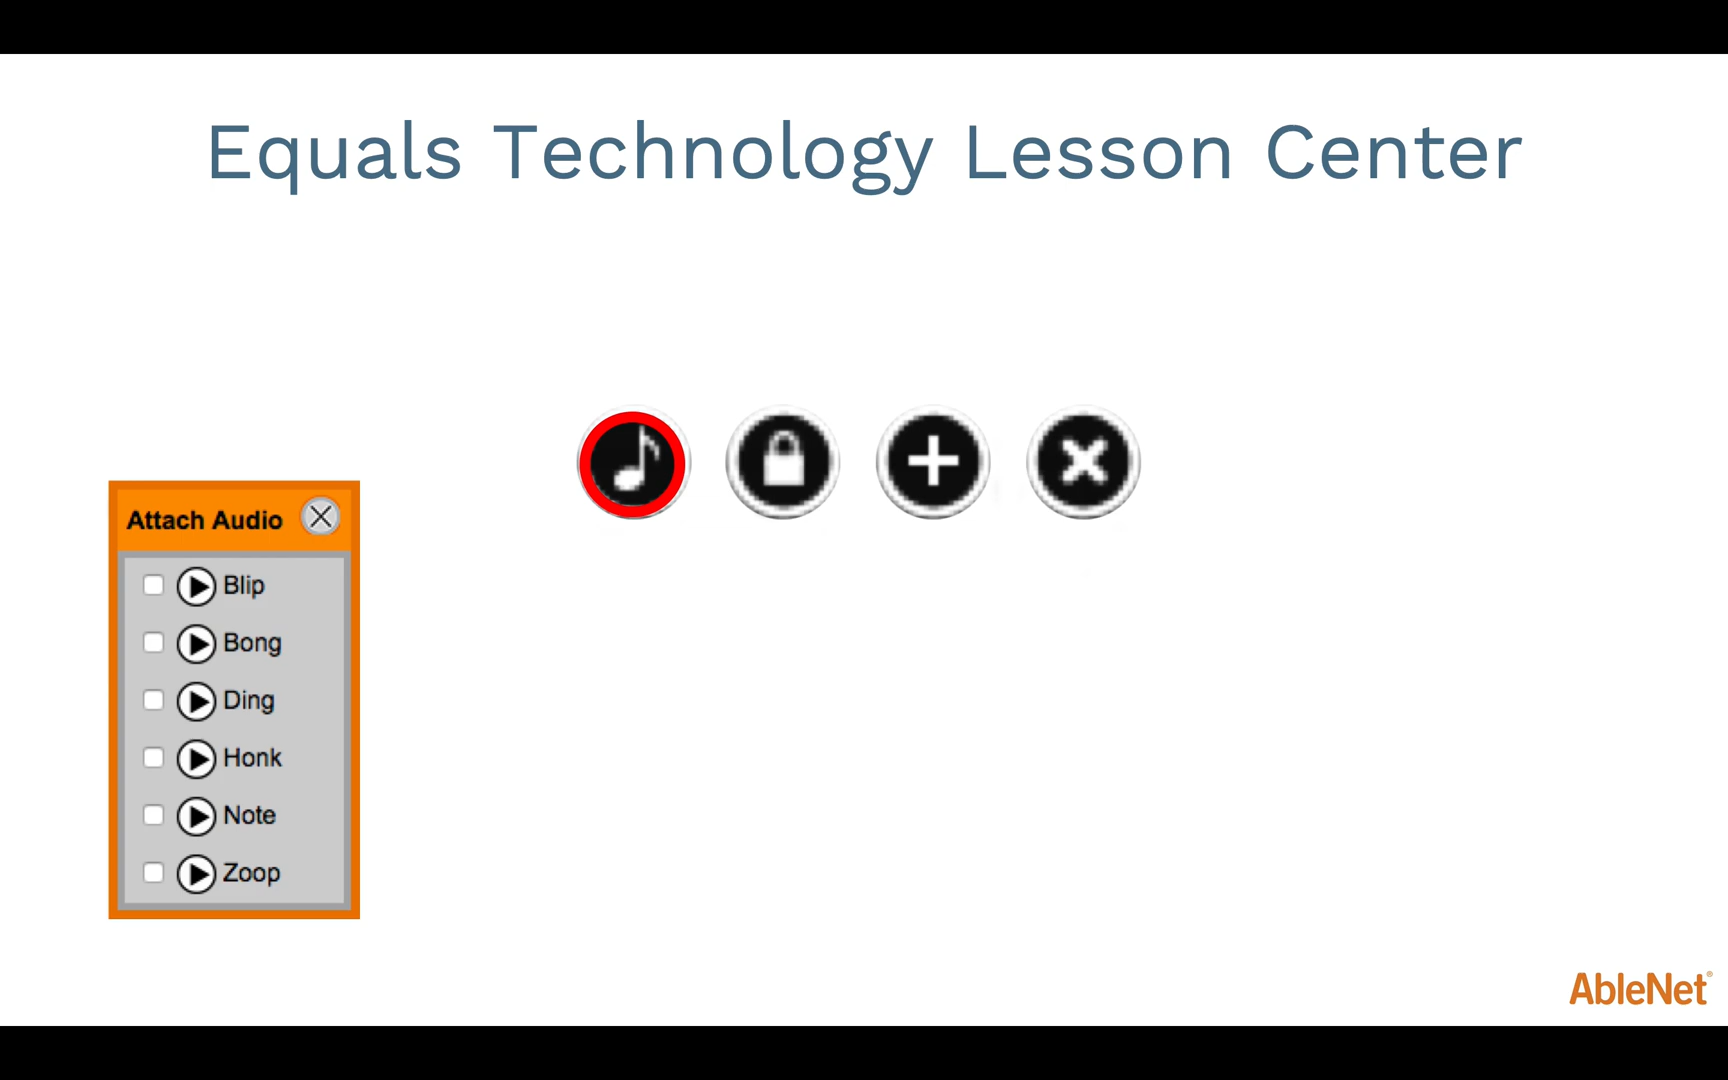 Equals Technology Lesson Center
Attach Audio
Blip
Bong
Ding
Honk
Note
Zoop
AbleNet®